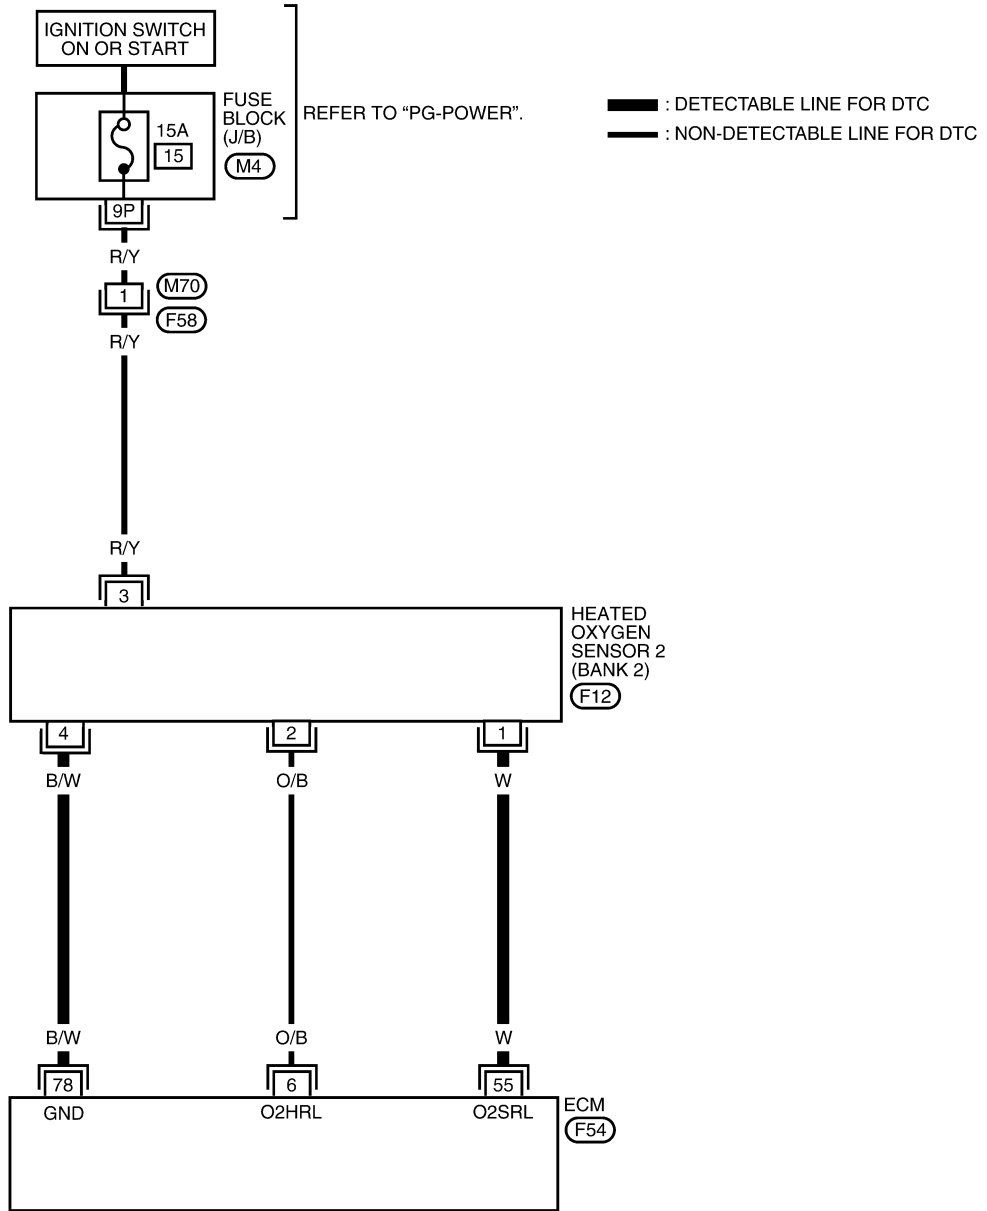 IGNITION SWITCH
ON OR START
FUSE
BLOCK
(J/B)
M4
15A
15
9P
REFER TO “PG-POWER”.
: DETECTABLE LINE FOR DTC
: NON-DETECTABLE LINE FOR DTC
R/Y
1
M70
F58
R/Y
R/Y
3
HEATED
OXYGEN
SENSOR 2
(BANK 2)
F12
4
2
1
B/W
O/B
W
B/W
O/B
W
78
6
55
GND
O2HRL
O2SRL
ECM
F54